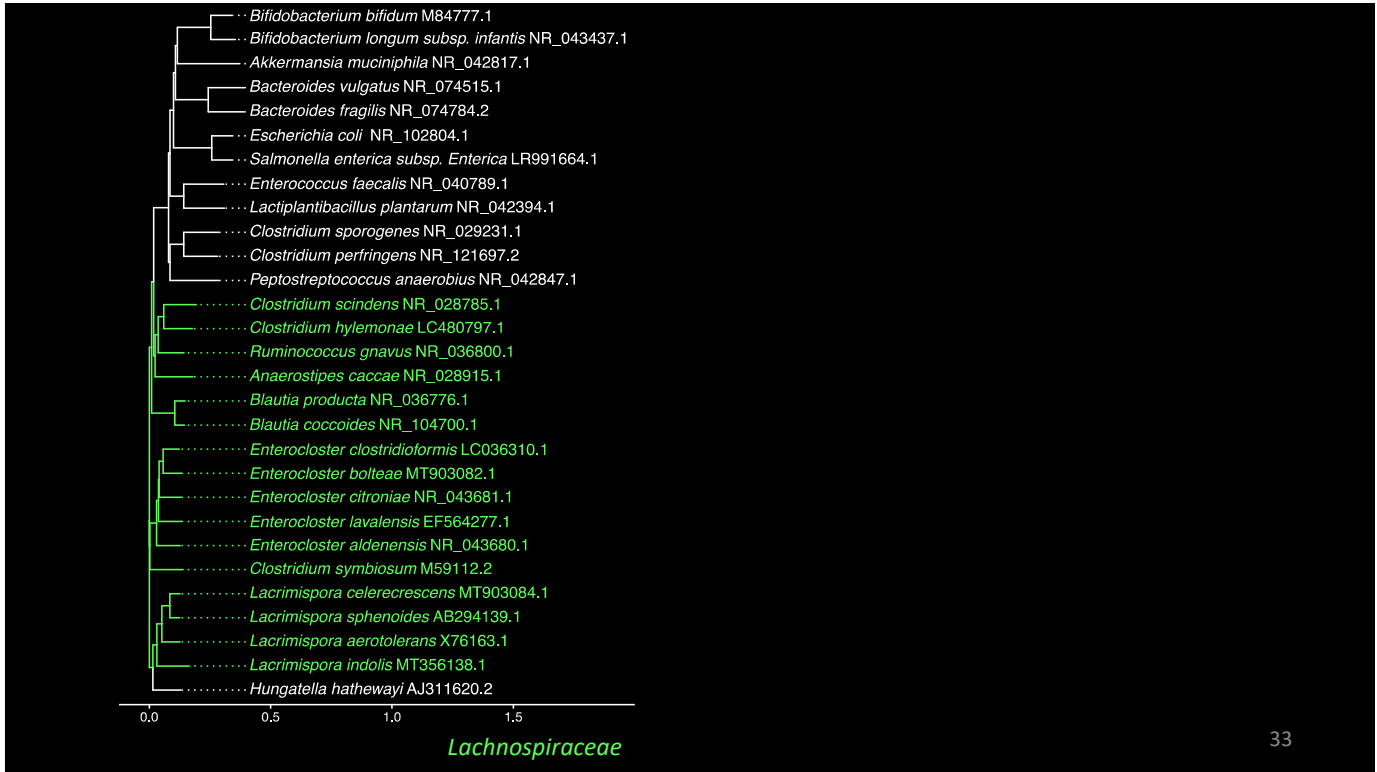 Bifidobacterium bifidum M84777.1
Bifidobacterium longum subsp. infantis NR_043437.1
Akkermansia muciniphila NR_042817.1
Bacteroides vulgatus NR_074515.1
Bacteroides fragilis NR_074784.2
Escherichia coli NR_102804.1
Salmonella enterica subsp. Enterica LR991664.1
Enterococcus faecalis NR_040789.1
Lactiplantibacillus plantarum NR_042394.1
Clostridium sporogenes NR_029231.1
Clostridium perfringens NR_121697.2
Peptostreptococcus anaerobius NR_042847.1
Clostridium scindens NR_028785.1
Clostridium hylemonae LC480797.1
Ruminococcus gnavus NR_036800.1
Anaerostipes caccae NR_028915.1
Blautia producta NR_036776.1
Blautia coccoides NR_104700.1
Enterocloster clostridioformis LC036310.1
Enterocloster bolteae MT903082.1
Enterocloster citroniae NR_043681.1
Enterocloster lavalensis EF564277.1
Enterocloster aldenensis NR_043680.1
Clostridium symbiosum M59112.2
Lacrimispora celerecrescens MT903084.1
Lacrimispora sphenoides AB294139.1
Lacrimispora aerotolerans X76163.1
Lacrimispora indolis MT356138.1
Hungatella hathewayi AJ311620.2
0.0 0.5 1.0 1.5
Lachnospiraceae
33